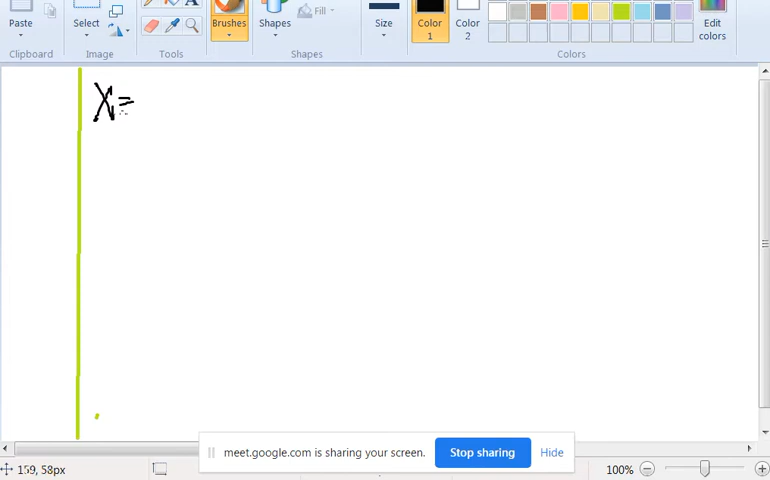 Paste
Select
Brushes
Shapes
Fill
Size
Color 1
Color 2
Edit colors
Clipboard
Image
Tools
Shapes
Colors
X=
meet.google.com is sharing your screen.
Stop sharing
Hide
159, 58px
100%